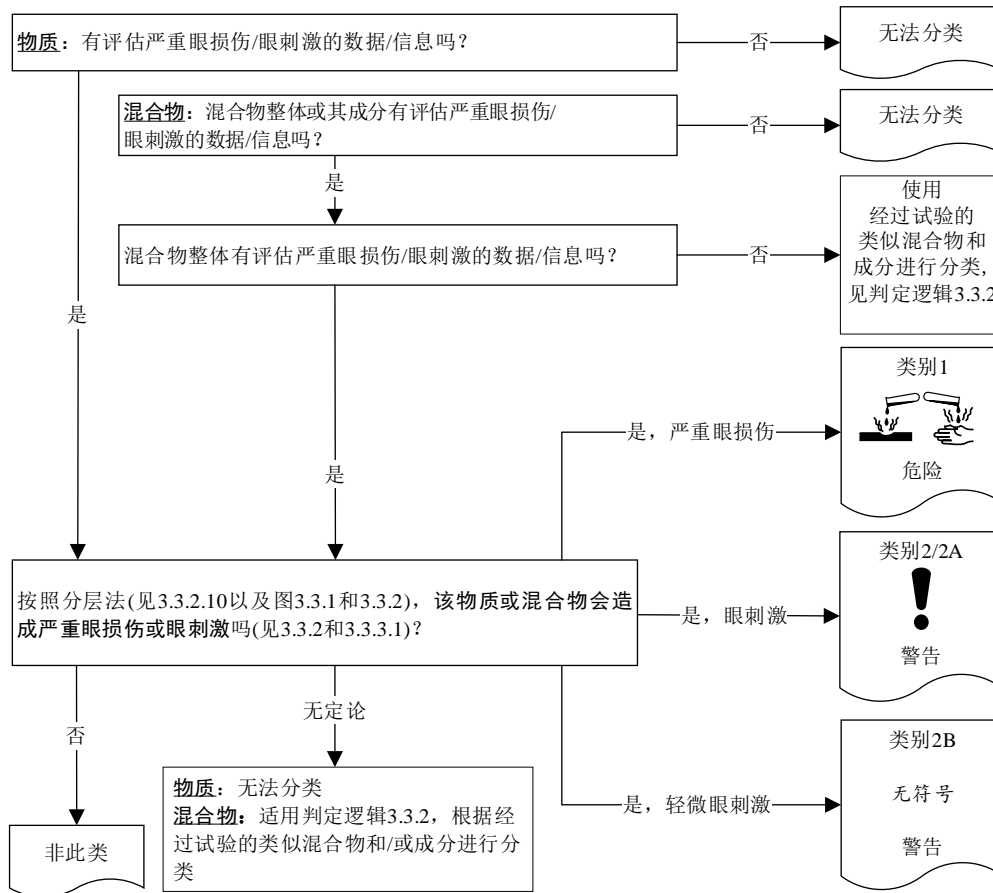 物质：有评估严重眼损伤/眼刺激的数据/信息吗？
否
无法分类
混合物：混合物整体或其成分有评估严重眼损伤/
眼刺激的数据/信息吗？
否
无法分类
是
混合物整体有评估严重眼损伤/眼刺激的数据/信息吗？
否
使用
经过试验的
类似混合物和
成分进行分类,
见判定逻辑3.3.2
是
是
按照分层法(见3.3.2.10以及图3.3.1和3.3.2)，该物质或混合物会造
成严重眼损伤或眼刺激吗(见3.3.2和3.3.3.1)？
是，严重眼损伤
类别1
危险
是，眼刺激
类别2/2A
警告
是，轻微眼刺激
类别2B
无符号
警告
否
非此类
无定论
物质：无法分类
混合物：适用判定逻辑3.3.2，根据经
过试验的类似混合物和/或成分进行分
类